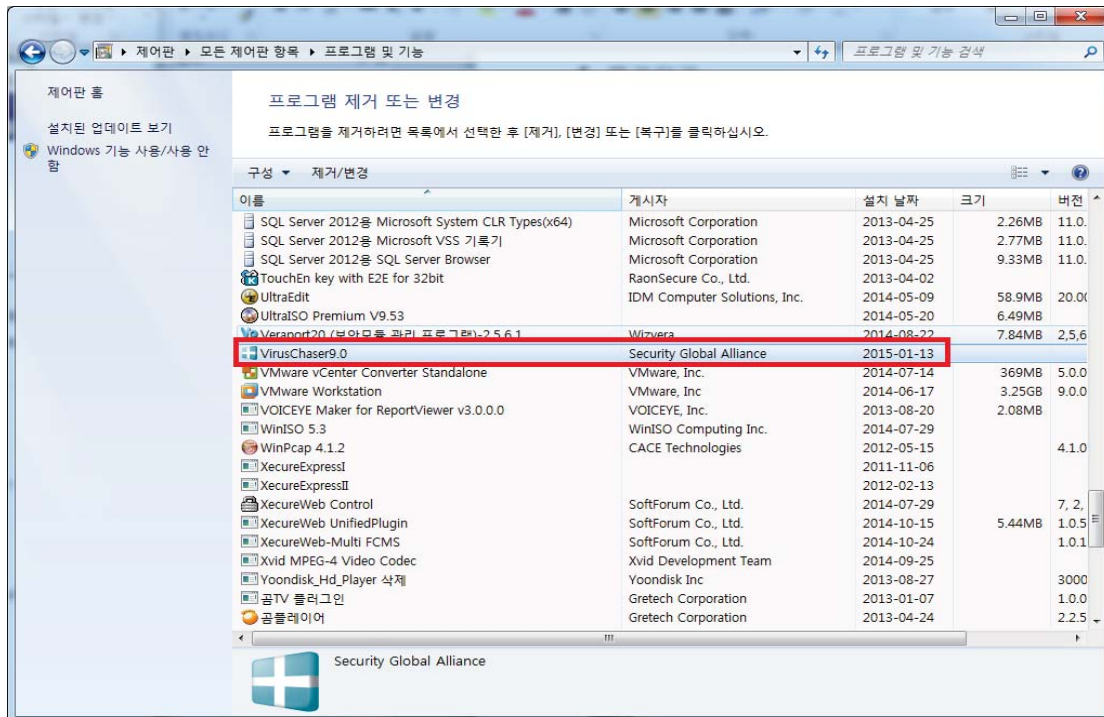 제어판 ▸ 모든 제어판 항목 ▸ 프로그램 및 기능
프로그램 및 기능 검색
제어판 홈
설치된 업데이트 보기
Windows 기능 사용/사용 안
함
프로그램 제거 또는 변경
프로그램을 제거하려면 목록에서 선택한 후 [제거], [변경] 또는 [복구]를 클릭하십시오.
구성 제거/변경
이름 게시자 설치 날짜 크기 버전
SQL Server 2012용 Microsoft System CLR Types(x64) Microsoft Corporation 2013-04-25 2.26MB 11.0.
SQL Server 2012용 Microsoft VSS 기록기 Microsoft Corporation 2013-04-25 2.77MB 11.0.
SQL Server 2012용 SQL Server Browser Microsoft Corporation 2013-04-25 9.33MB 11.0.
TouchEn key with E2E for 32bit RaonSecure Co., Ltd. 2013-04-02
UltraEdit IDM Computer Solutions, Inc. 2014-05-09 58.9MB 20.0(
UltraISO Premium V9.53 2014-05-20 6.49MB
Veraport20 (보안모듈 관리 프로그램)-2,5,6,1 Wizvera 2014-08-22 7.84MB 2,5,6
VirusChaser9.0 Security Global Alliance 2015-01-13
VMware vCenter Converter Standalone VMware, Inc. 2014-07-14 369MB 5.0.0
VMware Workstation VMware, Inc 2014-06-17 3.25GB 9.0.0
VOICEYE Maker for ReportViewer v3.0.0.0 VOICEYE, Inc. 2013-08-20 2.08MB
WinISO 5.3 WinISO Computing Inc. 2014-07-29
WinPcap 4.1.2 CACE Technologies 2012-05-15 4.1.0
XecureExpressI 2011-11-06
XecureExpressII 2012-02-13
XecureWeb Control SoftForum Co., Ltd. 2014-07-29 7, 2,
XecureWeb UnifiedPlugin SoftForum Co., Ltd. 2014-10-15 5.44MB 1.0.5
XecureWeb-Multi FCMS SoftForum Co., Ltd. 2014-10-24 1.0.1
Xvid MPEG-4 Video Codec Xvid Development Team 2014-09-25
Yoondisk_Hd_Player 삭제 Yoondisk Inc 2013-08-27 3000
곰TV 플러그인 Gretech Corporation 2013-01-07 1.0.0
곰플레이어 Gretech Corporation 2013-04-24 2.2.5
Security Global Alliance